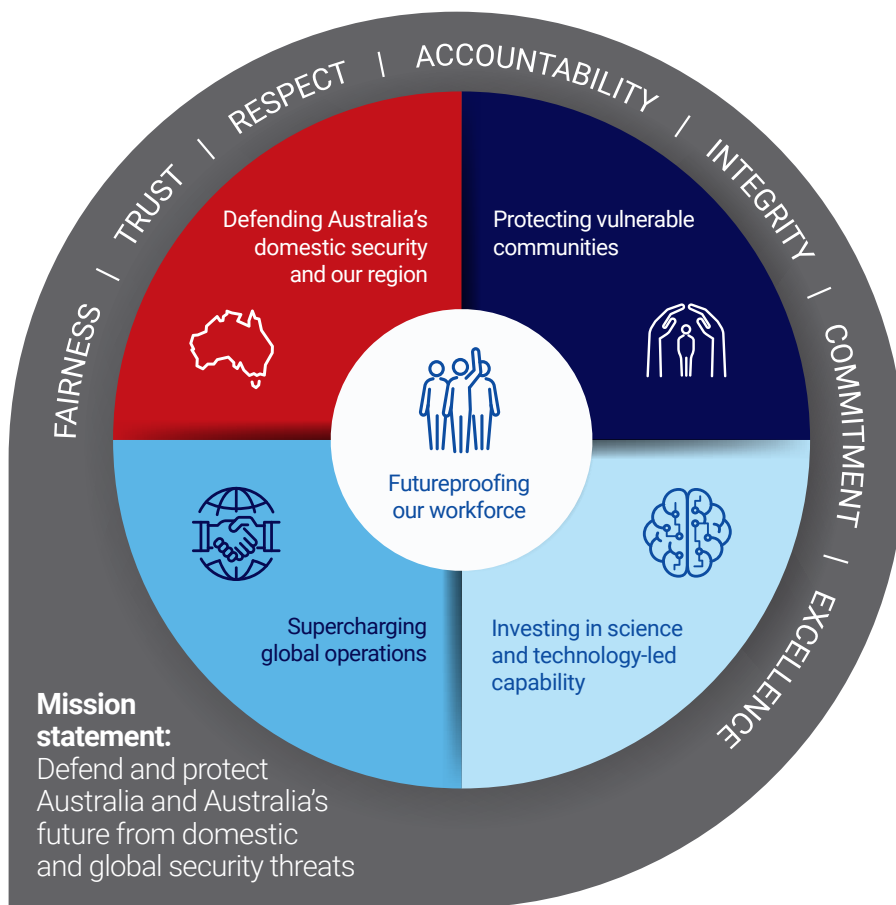 FAIRNESS | TRUST | RESPECT | ACCOUNTABILITY | INTEGRITY | COMMITMENT | EXCELLENCE
Defending Australia’s
domestic security
and our region
Protecting vulnerable
communities
Futureproofing
our workforce
Supercharging
global operations
Investing in science
and technology-led
capability
Mission
statement:
Defend and protect
Australia and Australia’s
future from domestic
and global security threats